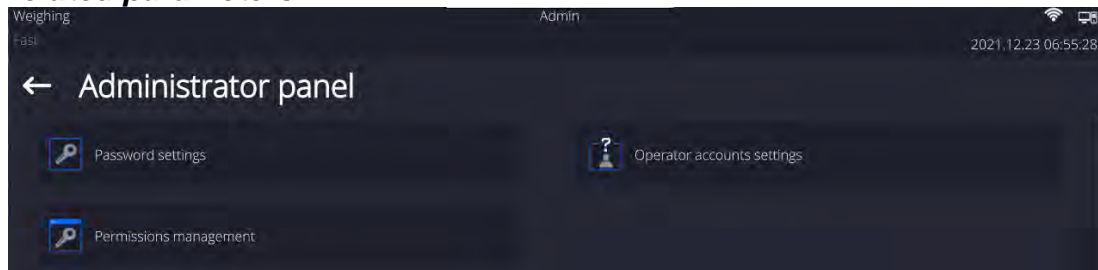 Weighing Admin
Fast 2021.12.23 06:55:28
← Administrator panel
Password settings Operator accounts settings
Permissions management